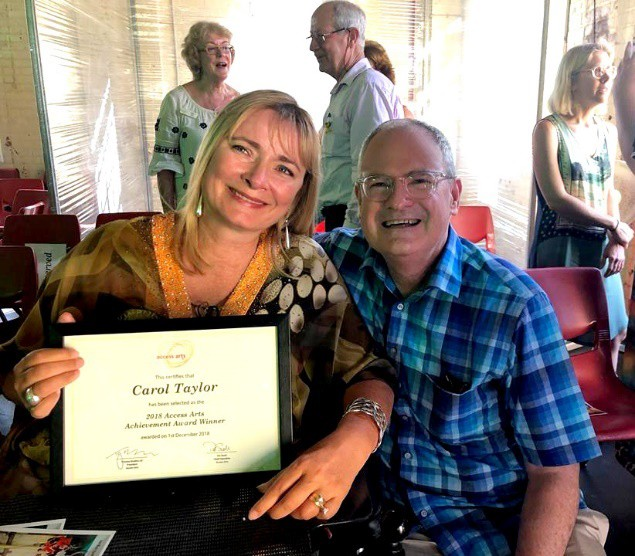 access arts
This certifies that
Carol Taylor
has been selected as the
2018 Access Arts
Achievement Award Winner
awarded on 1st December 2018
reserved